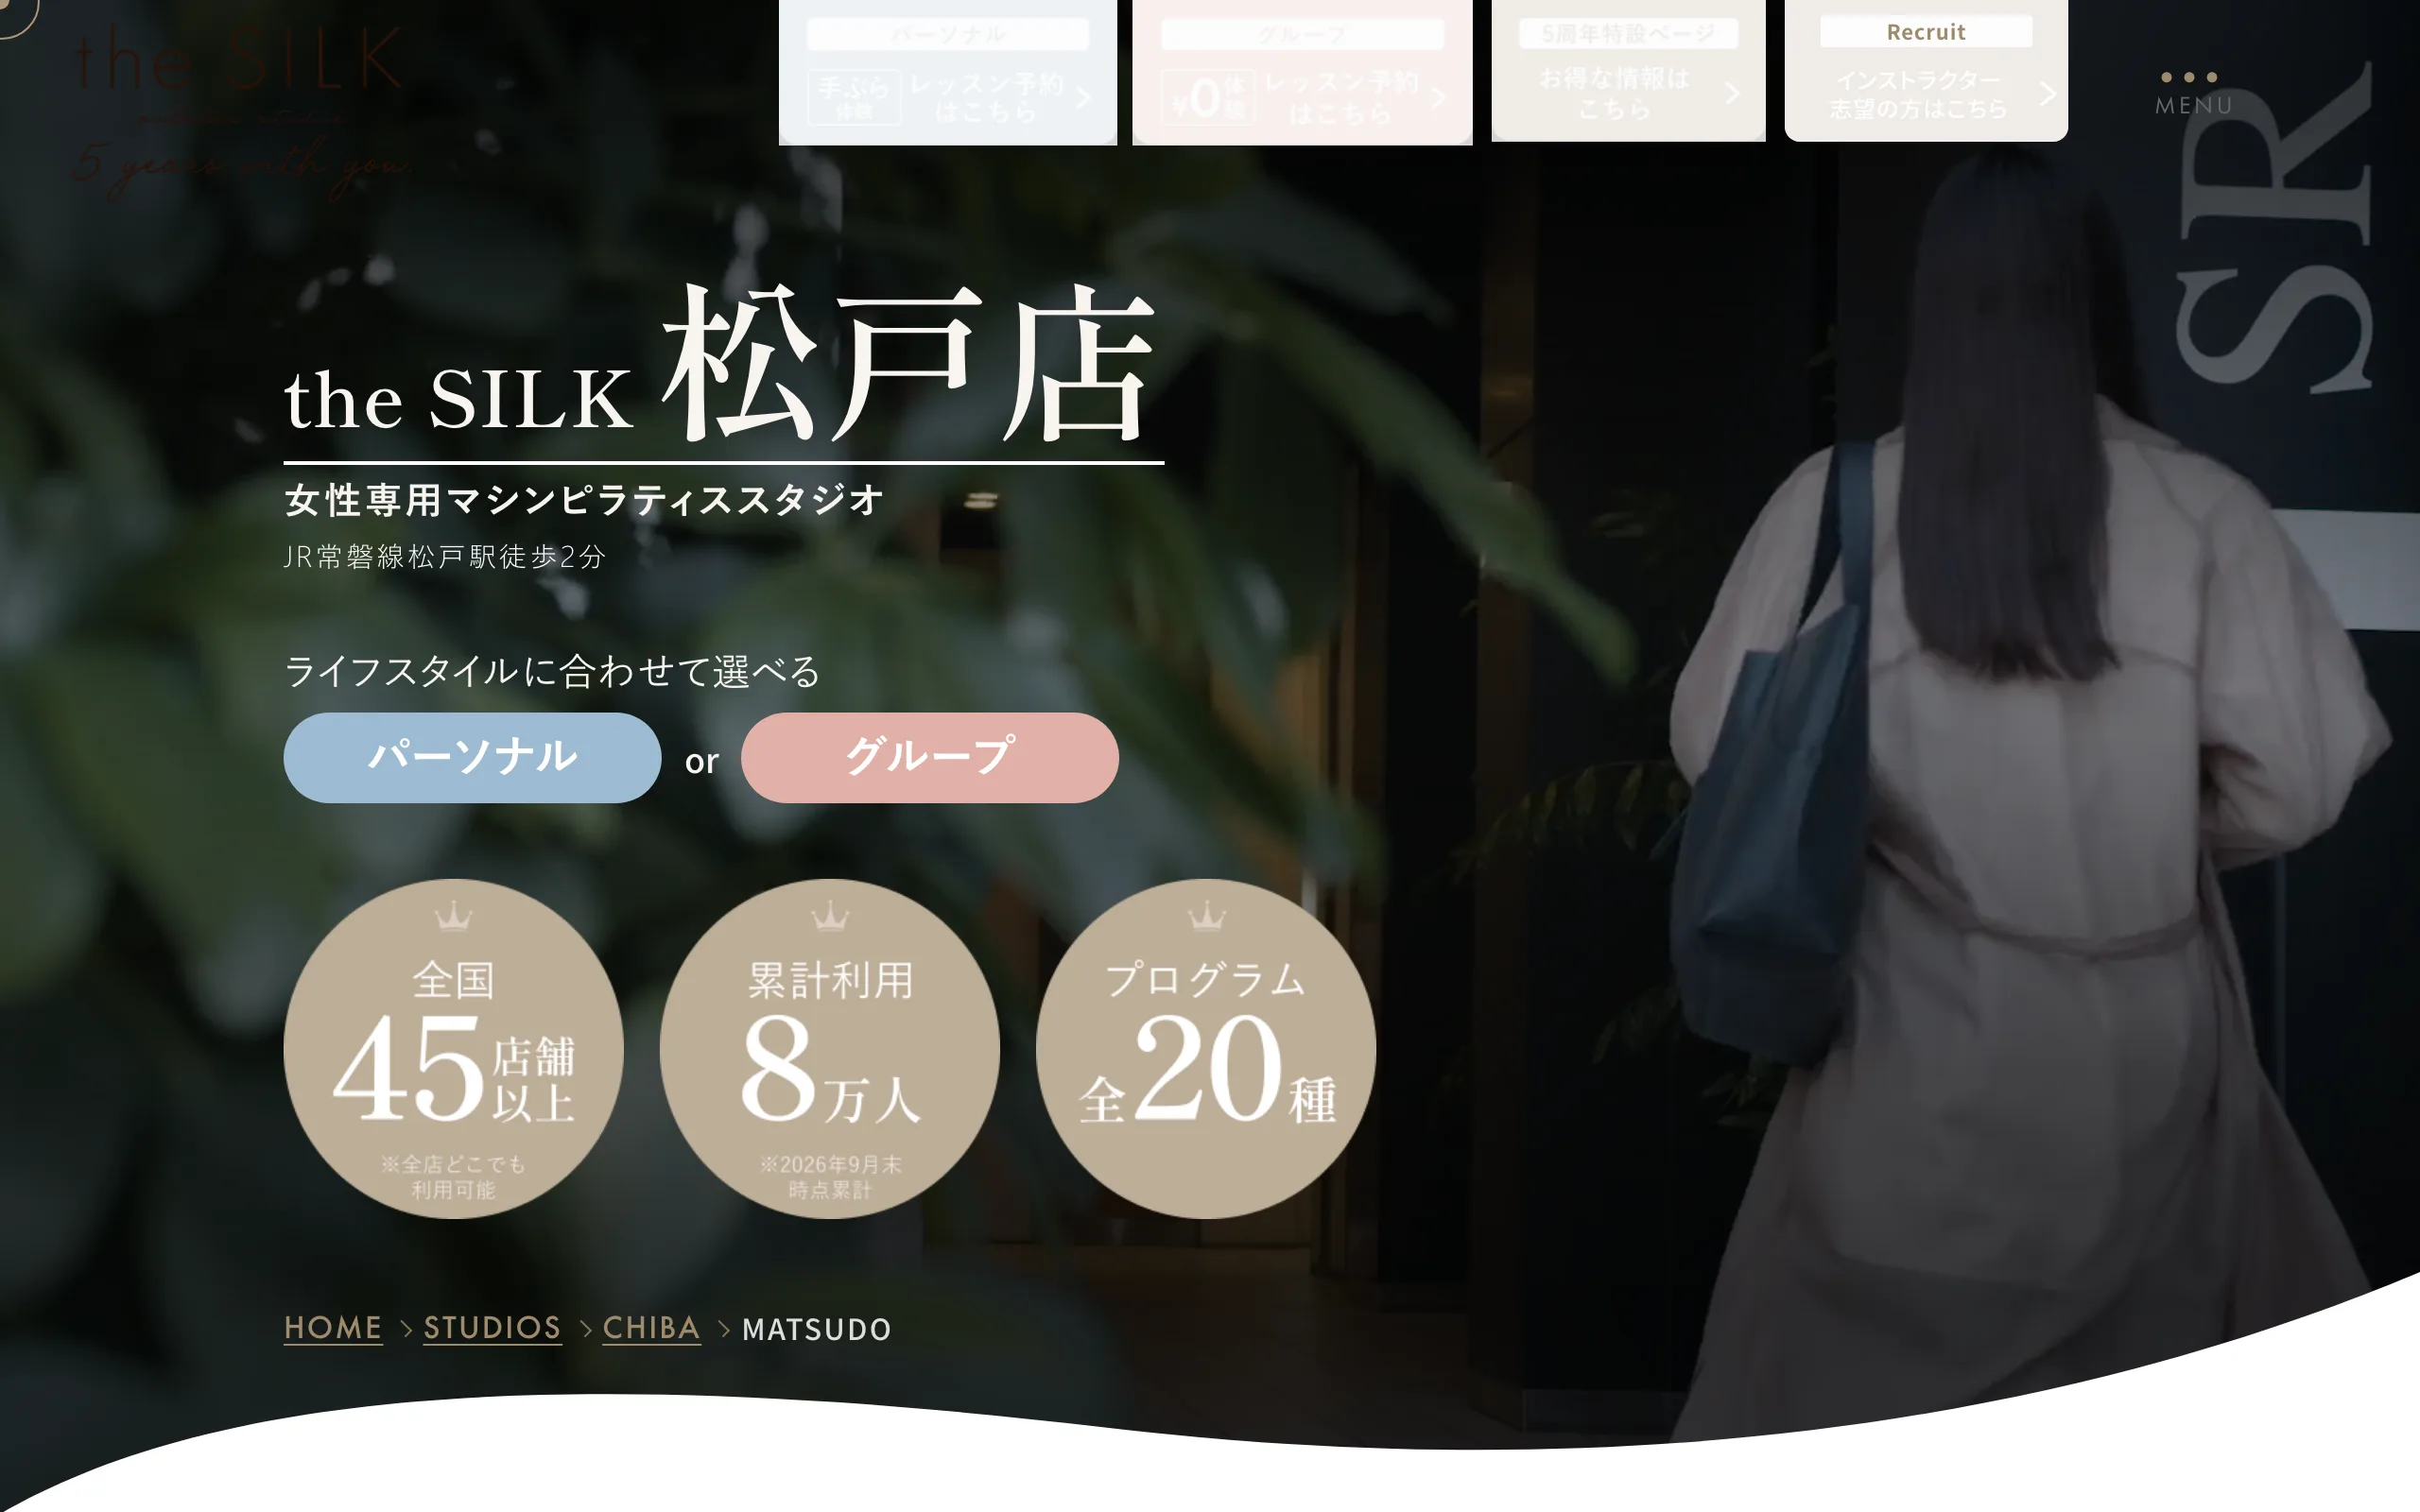 the SILK
5 years with you.
パーソナル
手ぶら体験
レッスン予約はこちら
グループ
¥0体験
レッスン予約はこちら
5周年特設ページ
お得な情報は
こちら
Recruit
インストラクター
志望の方はこちら
MENU
SR
the SILK 松戸店
女性専用マシンピラティススタジオ
JR常磐線松戸駅徒歩2分
ライフスタイルに合わせて選べる
パーソナル or グループ
全国
45店舗以上
※全店どこでも
利用可能
累計利用
8万人
※2026年9月末
時点累計
プログラム
全20種
HOME > STUDIOS > CHIBA > MATSUDO